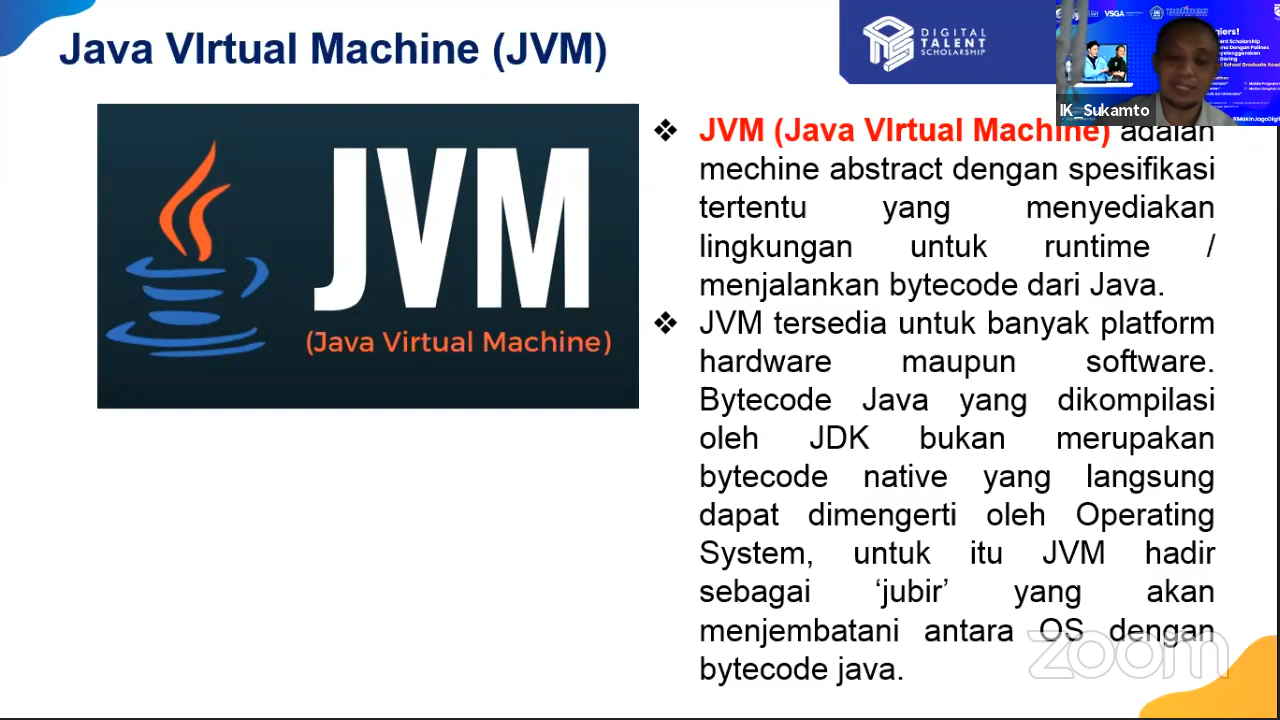 Java VIrtual Machine (JVM)
DIGITAL
TALENT
SCHOLARSHIP
VSGA
IK_Sukamto
JVM
(Java Virtual Machine)
❖ JVM (Java VIrtual Machine) adalah
mechine abstract dengan spesifikasi
tertentu yang menyediakan
lingkungan untuk runtime /
menjalankan bytecode dari Java.
❖ JVM tersedia untuk banyak platform
hardware maupun software.
Bytecode Java yang dikompilasi
oleh JDK bukan merupakan
bytecode native yang langsung
dapat dimengerti oleh Operating
System, untuk itu JVM hadir
sebagai ‘jubir’ yang akan
menjembatani antara OS dengan
bytecode java.
zoom